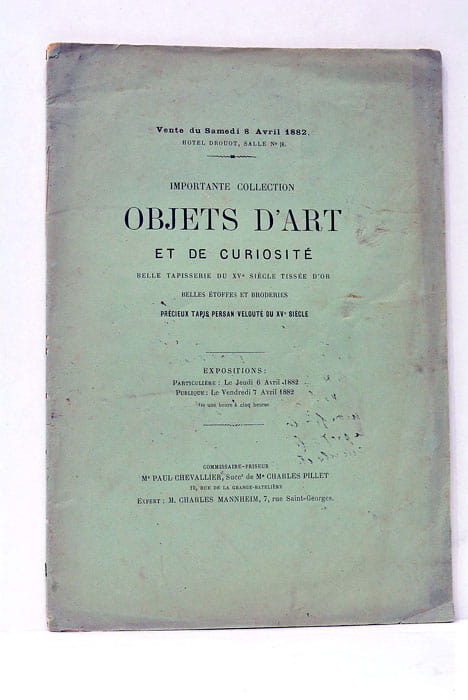 Vente du Samedi 8 Avril 1882.
HOTEL DROUOT, SALLE Nº
IMPORTANTE COLLECTION
OBJETS D'ART
ET DE CURIOSITÉ
BELLE TAPISSERIE DU XVe SIÈCLE TISSÉE D'OR
BELLES ÉTOFFES ET BRODERIES
PRÉCIEUX TAPIS PERSAN VELOUTÉ DU XVe SIÈCLE
EXPOSITIONS:
PARTICULIÈRE : Le Jeudi 6 Avril 1882
PUBLIQUE : Le Vendredi 7 Avril 1882
De une heure à cinq heures
COMMISSAIRE-PRISEUR
Me PAUL CHEVALLIER, Succr de Me CHARLES PILLET
10, RUE DE LA GRANGE-BATELIÈRE
EXPERT : M. CHARLES MANNHEIM, 7, rue Saint-Georges.